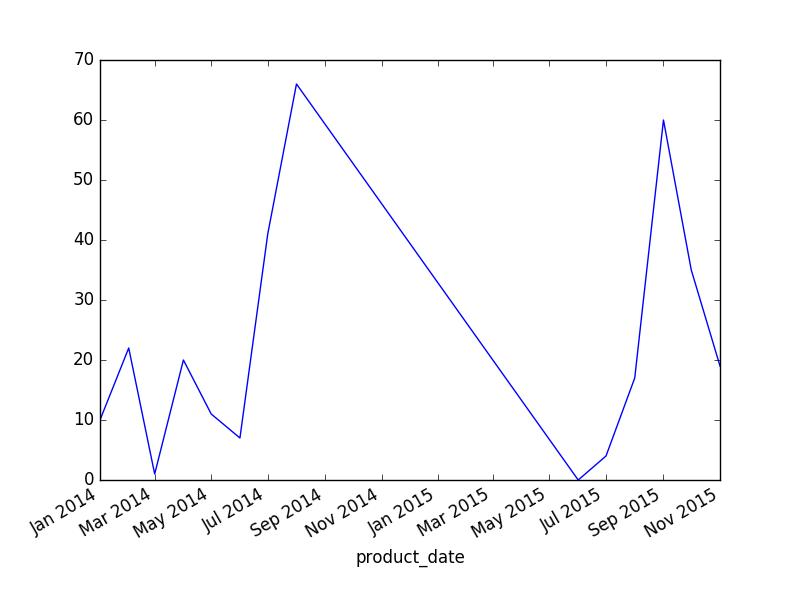 70
60
50
40
30
20
10
0
Jan 2014
Mar 2014
May 2014
Jul 2014
Sep 2014
Nov 2014
Jan 2015
Mar 2015
May 2015
Jul 2015
Sep 2015
Nov 2015
product_date